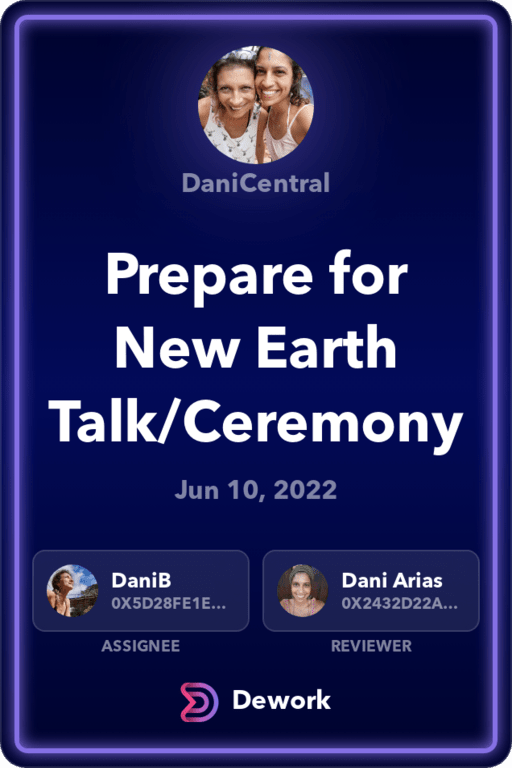 DaniCentral
Prepare for
New Earth
Talk/Ceremony
Jun 10, 2022
DaniB
0X5D28FE1E...
ASSIGNEE
Dani Arias
0X2432D22A...
REVIEWER
Dework